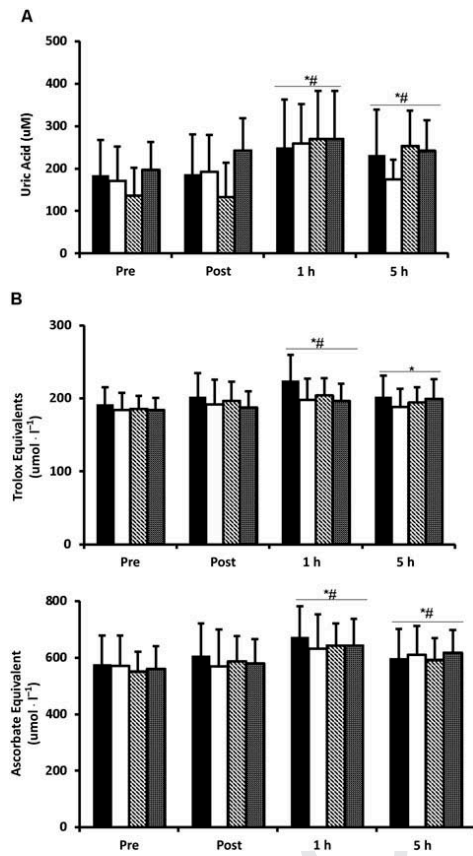 A
Uric Acid (uM)
500
400
300
200
100
0
*#
*#
Pre Post 1 h 5 h
B
Trolox Equivalents
(umol · l⁻¹)
300
200
100
0
*#
*
Pre Post 1 h 5 h
Ascorbate Equivalent
(umol · l⁻¹)
800
600
400
200
0
*#
*#
Pre Post 1 h 5 h